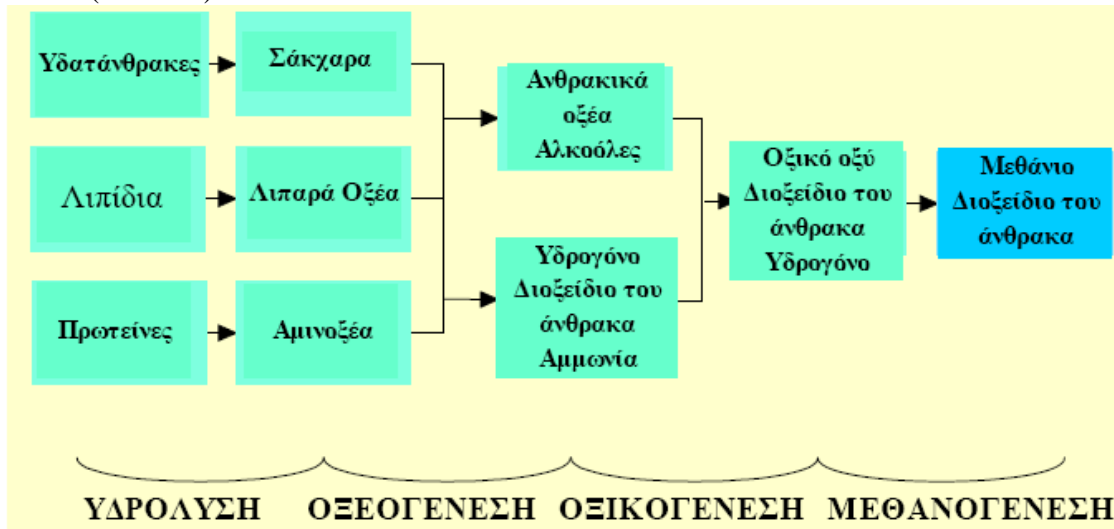 Υδατάνθρακες
Σάκχαρα
Λιπίδια
Λιπαρά Οξέα
Πρωτείνες
Αμινοξέα
Ανθρακικά
οξέα
Αλκοόλες
Υδρογόνο
Διοξείδιο του
άνθρακα
Αμμωνία
Οξικό οξύ
Διοξείδιο του
άνθρακα
Υδρογόνο
Μεθάνιο
Διοξείδιο του
άνθρακα
ΥΔΡΟΛΥΣΗ ΟΞΕΟΓΕΝΕΣΗ ΟΞΙΚΟΓΕΝΕΣΗ ΜΕΘΑΝΟΓΕΝΕΣΗ